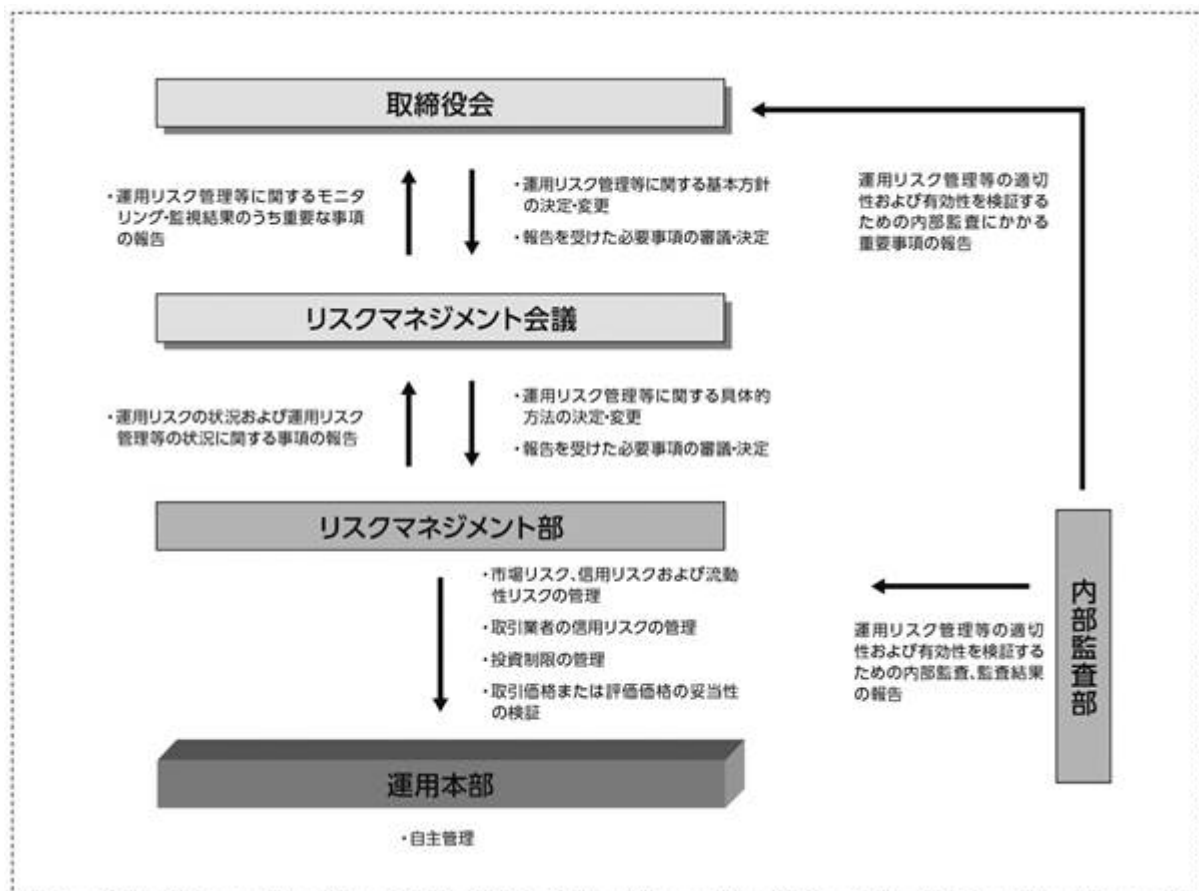 取締役会
・運用リスク管理等に関するモニタ
リング・監視結果のうち重要な事項
の報告
・運用リスク管理等に関する基本方針
の決定・変更
・報告を受けた必要事項の審議・決定
運用リスク管理等の適切
性および有効性を検証する
ための内部監査にかかる
重要事項の報告
リスクマネジメント会議
・運用リスクの状況および運用リスク
管理等の状況に関する事項の報告
・運用リスク管理等に関する具体的
方法の決定・変更
・報告を受けた必要事項の審議・決定
リスクマネジメント部
・市場リスク、信用リスクおよび流動
性リスクの管理
・取引業者の信用リスクの管理
・投資制限の管理
・取引価格または評価価格の妥当性
の検証
運用リスク管理等の適切
性および有効性を検証する
ための内部監査、監査結果
の報告
内部監査部
運用本部
・自主管理